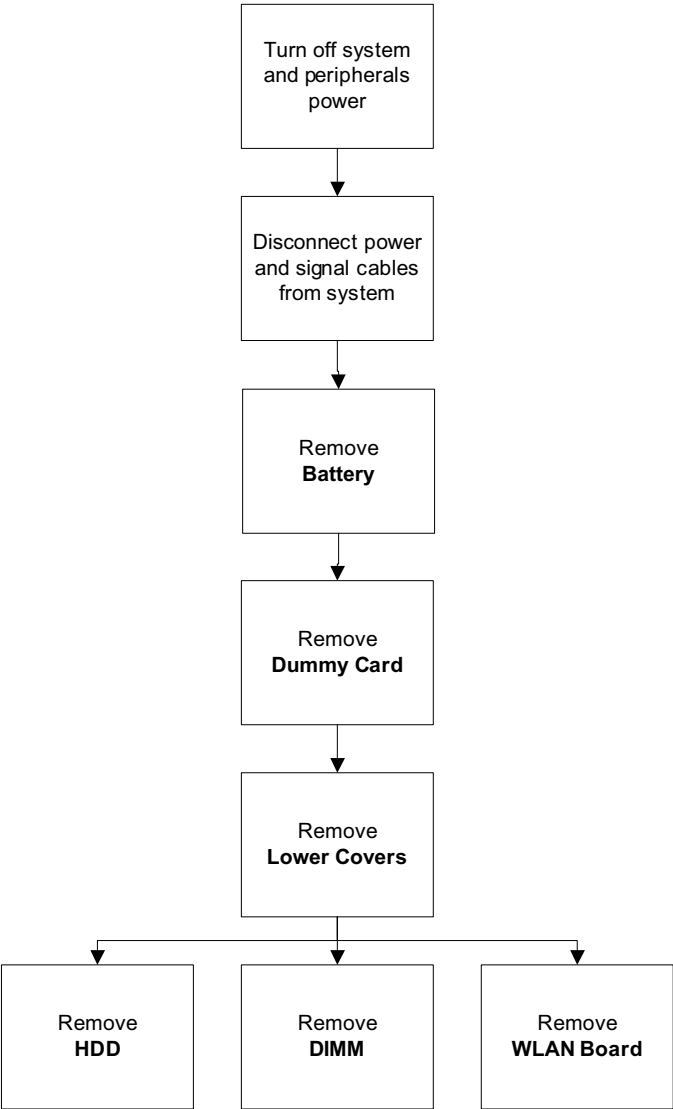 Turn off system
and peripherals
power
Disconnect power
and signal cables
from system
Remove
Battery
Remove
Dummy Card
Remove
Lower Covers
Remove
HDD
Remove
DIMM
Remove
WLAN Board